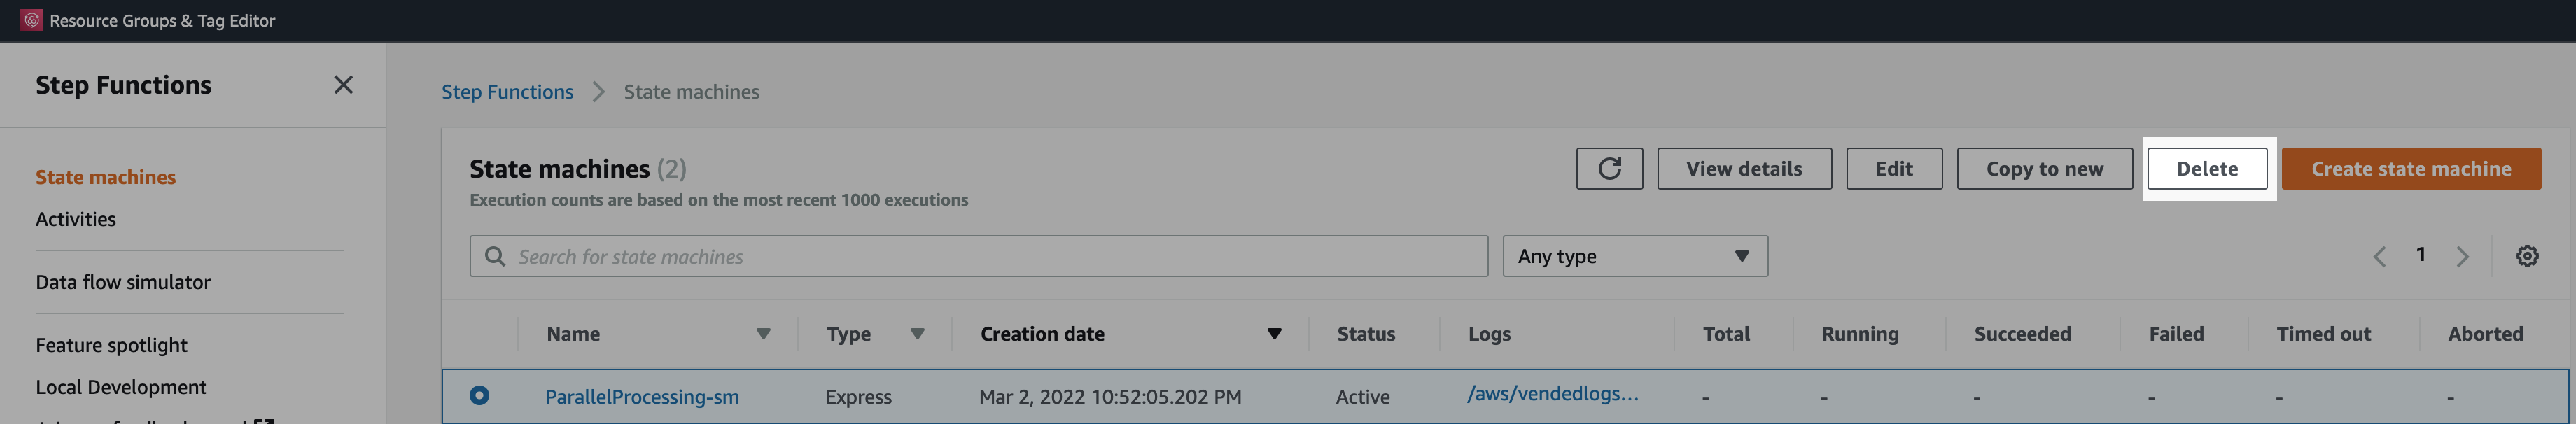 Resource Groups & Tag Editor
Step Functions
State machines
Activities
Data flow simulator
Feature spotlight
Local Development
Step Functions > State machines
State machines (2)
Execution counts are based on the most recent 1000 executions
View details Edit Copy to new Delete Create state machine
Search for state machines Any type 1
Name Type Creation date Status Logs Total Running Succeeded Failed Timed out Aborted
ParallelProcessing-sm Express Mar 2, 2022 10:52:05.202 PM Active /aws/vendedlogs... - - - - - -